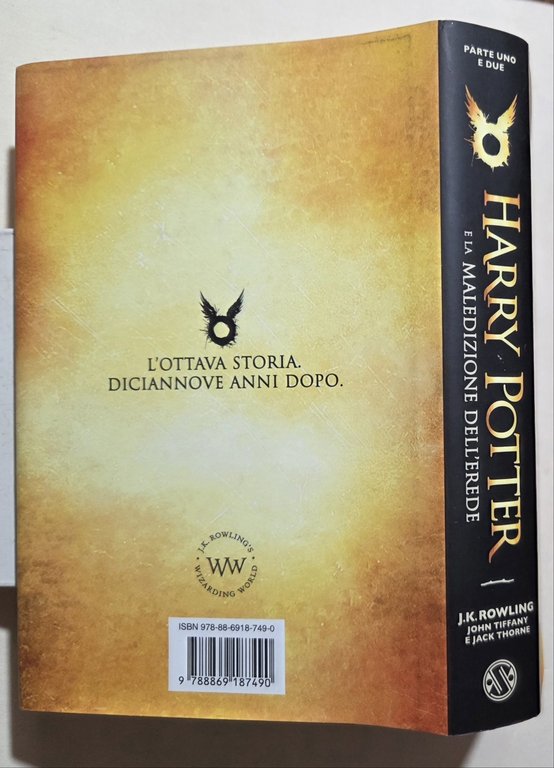 L'OTTAVA STORIA.
DICIANNOVE ANNI DOPO.
J.K. ROWLING'S
WW
WIZARDING WORLD
ISBN 978-88-6918-749-0
9 788869 187490
PARTE UNO
E DUE
HARRY POTTER
E LA MALEDIZIONE DELL'EREDE
J.K. ROWLING
JOHN TIFFANY
E JACK THORNE